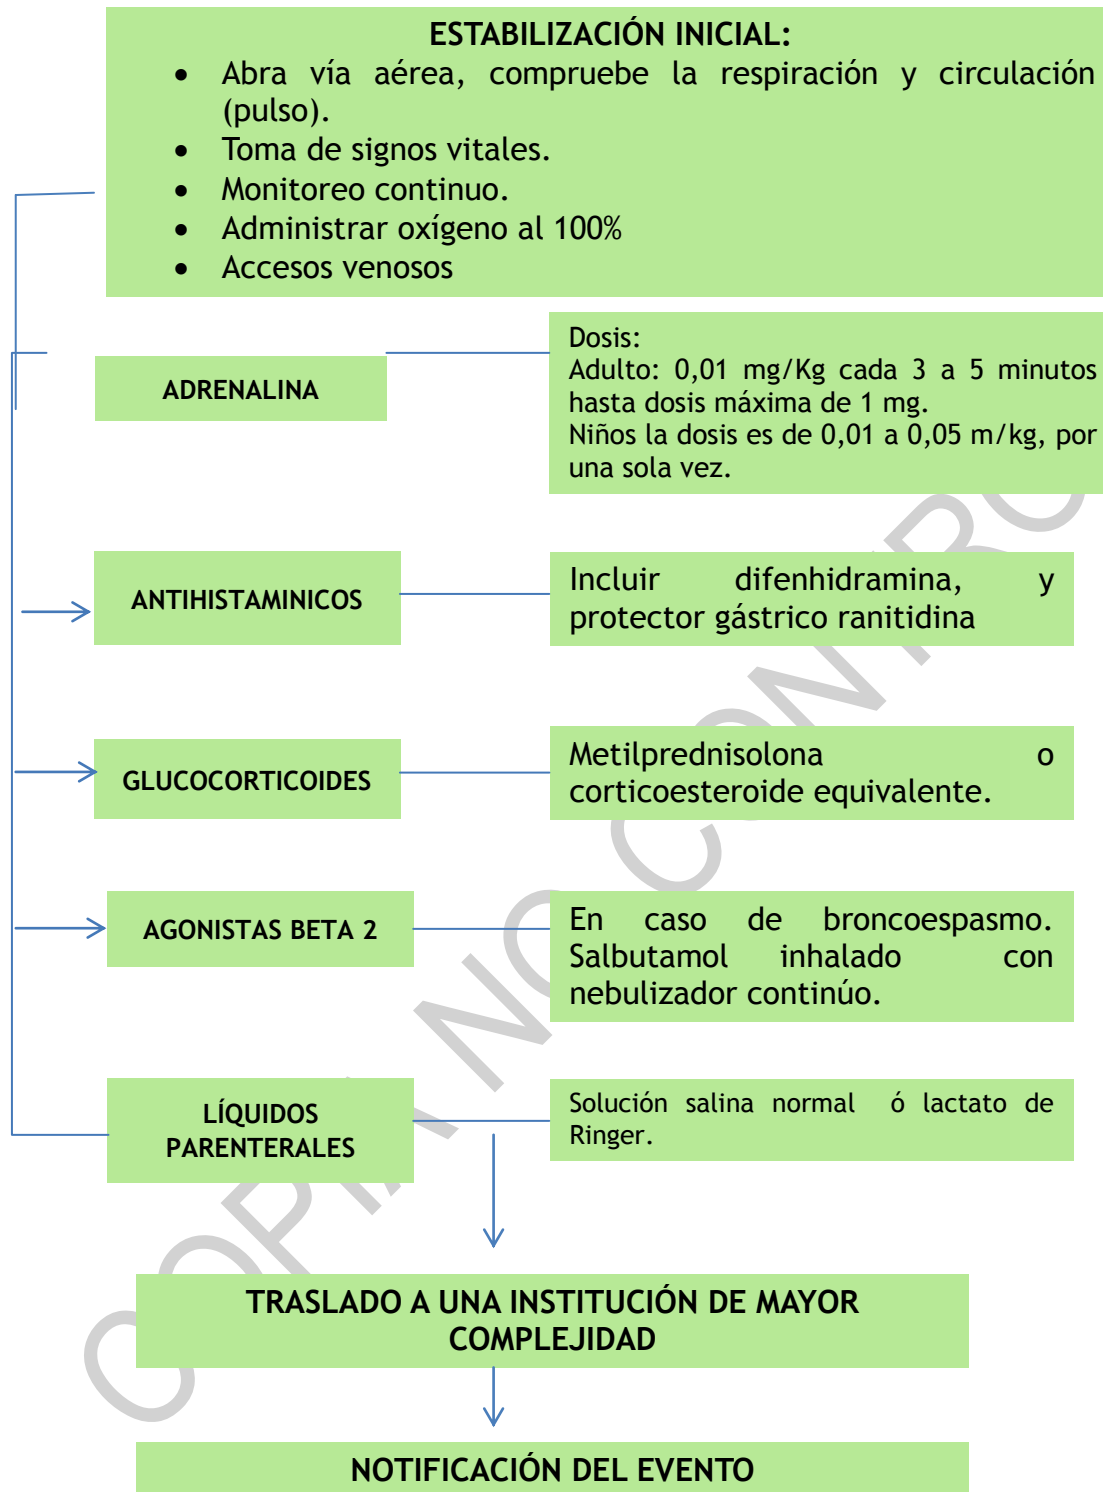 ESTABILIZACIÓN INICIAL:
• Abra vía aérea, compruebe la respiración y circulación
(pulso).
• Toma de signos vitales.
• Monitoreo continuo.
• Administrar oxígeno al 100%
• Accesos venosos
ADRENALINA
Dosis:
Adulto: 0,01 mg/Kg cada 3 a 5 minutos
hasta dosis máxima de 1 mg.
Niños la dosis es de 0,01 a 0,05 m/kg, por
una sola vez.
ANTIHISTAMINICOS
Incluir difenhidramina, y
protector gástrico ranitidina
GLUCOCORTICOIDES
Metilprednisolona o
corticoesteroide equivalente.
AGONISTAS BETA 2
En caso de broncoespasmo.
Salbutamol inhalado con
nebulizador continúo.
LÍQUIDOS
PARENTERALES
Solución salina normal ó lactato de
Ringer.
TRASLADO A UNA INSTITUCIÓN DE MAYOR
COMPLEJIDAD
NOTIFICACIÓN DEL EVENTO
COPIA NO CONTRO